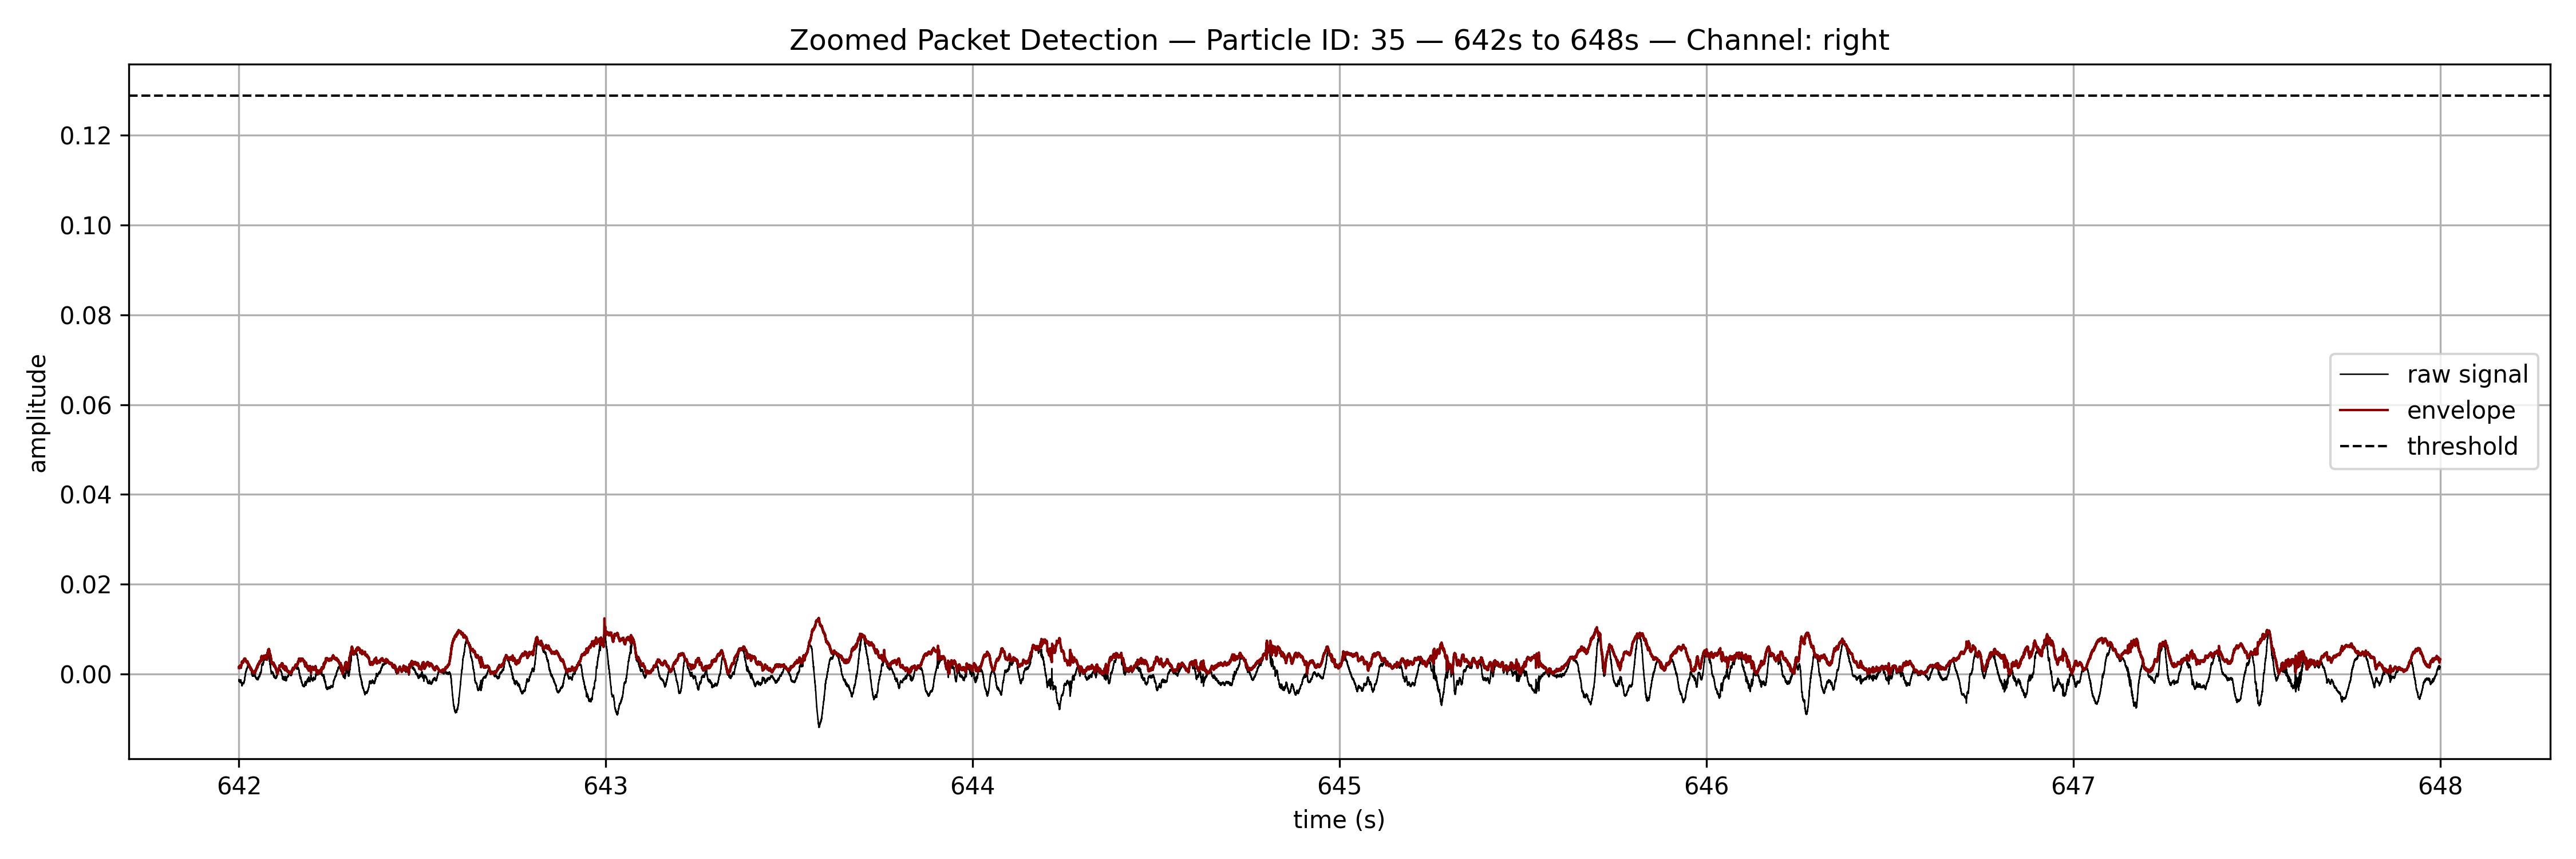 Zoomed Packet Detection — Particle ID: 35 — 642s to 648s — Channel: right
0.12
0.10
0.08
0.06
0.04
0.02
0.00
amplitude
raw signal
envelope
threshold
642 643 644 645 646 647 648
time (s)